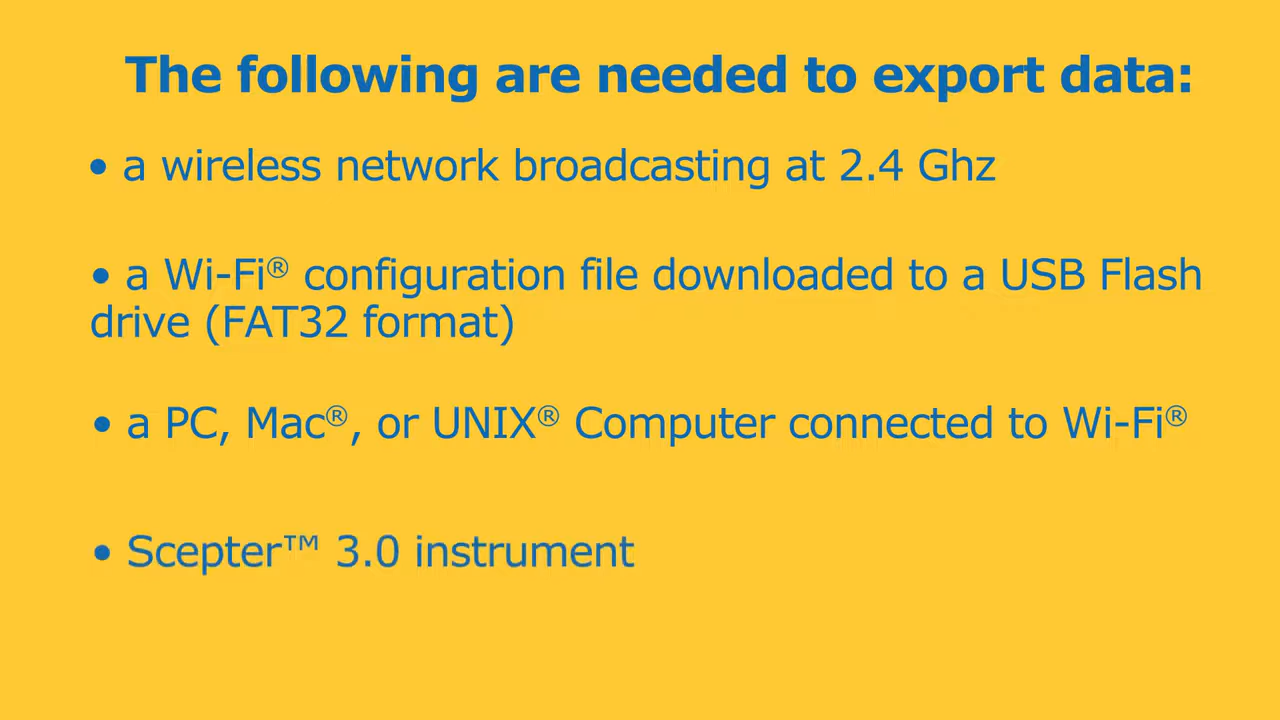 The following are needed to export data:
• a wireless network broadcasting at 2.4 Ghz
• a Wi-Fi® configuration file downloaded to a USB Flash
drive (FAT32 format)
• a PC, Mac®, or UNIX® Computer connected to Wi-Fi®
• Scepter™ 3.0 instrument